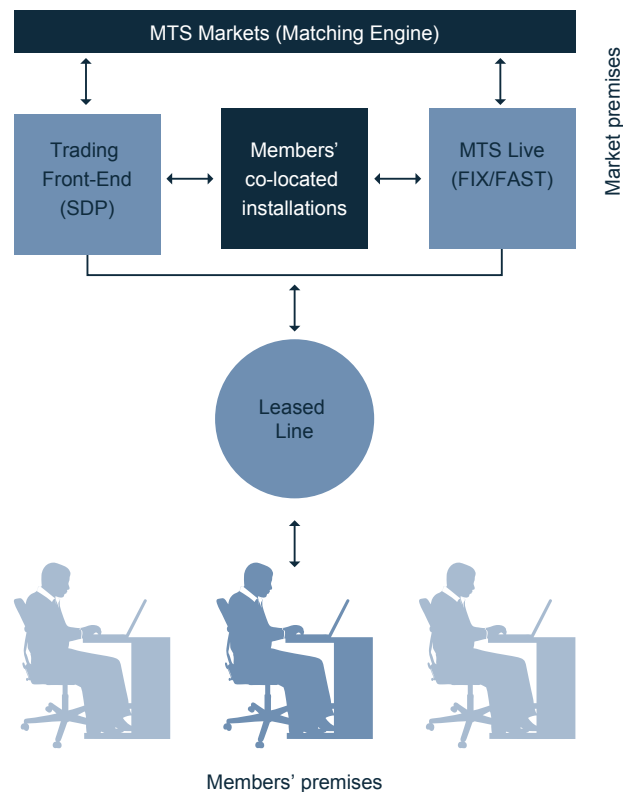 MTS Markets (Matching Engine)
Market premises
Trading
Front-End
(SDP)
Members’
co-located
installations
MTS Live
(FIX/FAST)
Leased
Line
Members’ premises